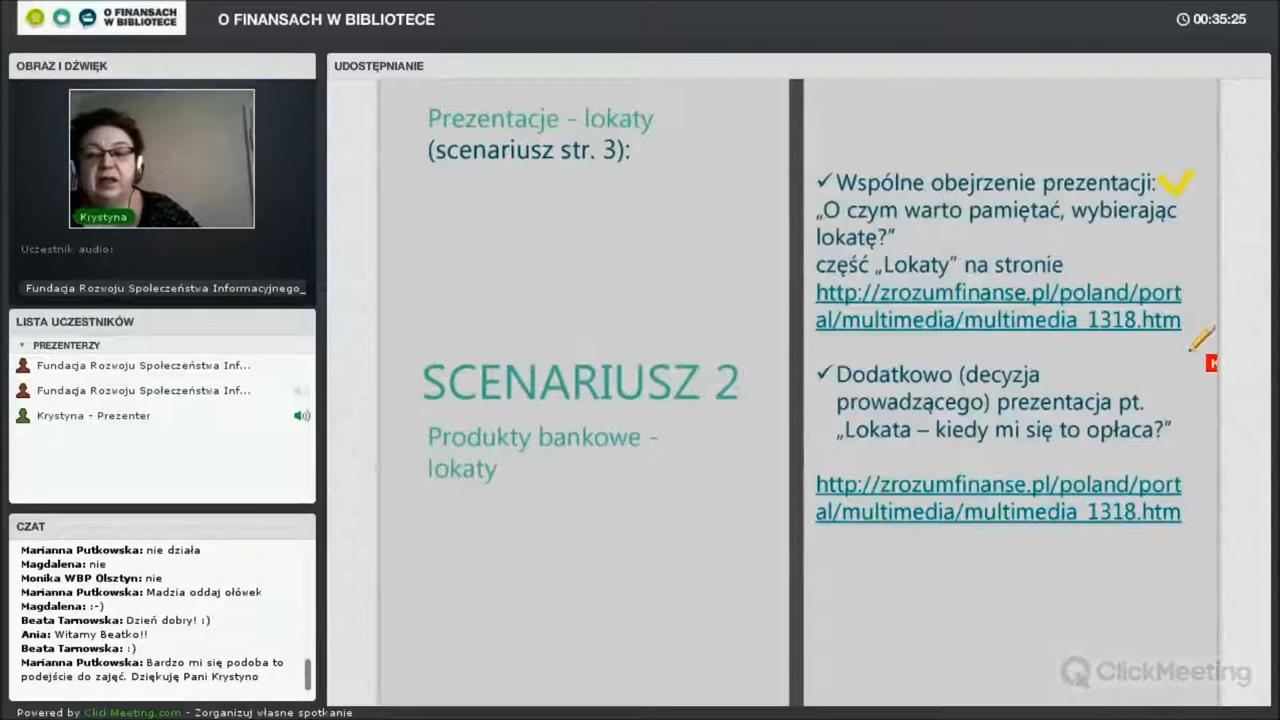 O FINANSACH
W BIBLIOTECE
O FINANSACH W BIBLIOTECE
00:35:25
OBRAZ I DŹWIĘK
Krystyna
Uczestnik audio:
Fundacja Rozwoju Społeczeństwa Informacyjnego_
LISTA UCZESTNIKÓW
PREZENTERZY
Fundacja Rozwoju Społeczeństwa Inf...
Fundacja Rozwoju Społeczeństwa Inf...
Krystyna - Prezenter
CZAT
Marianna Putkowska: nie działa
Magdalena: nie
Monika WBP Olsztyn: nie
Marianna Putkowska: Madzia oddaj ołówek
Magdalena: :-)
Beata Tarnowska: Dzień dobry! :)
Ania: Witamy Beatko!!
Beata Tarnowska: :)
Marianna Putkowska: Bardzo mi się podoba to
podejście do zajęć. Dziękuję Pani Krystyno
Powered by ClickMeeting.com - Zorganizuj własne spotkanie
UDOSTĘPNIANIE
Prezentacje - lokaty
(scenariusz str. 3):
SCENARIUSZ 2
Produkty bankowe -
lokaty
✓Wspólne obejrzenie prezentacji:
„O czym warto pamiętać, wybierając
lokatę?”
część „Lokaty” na stronie
http://zrozumfinanse.pl/poland/port
al/multimedia/multimedia_1318.htm
K
✓Dodatkowo (decyzja
prowadzącego) prezentacja pt.
„Lokata – kiedy mi się to opłaca?”
http://zrozumfinanse.pl/poland/port
al/multimedia/multimedia_1318.htm
ClickMeeting